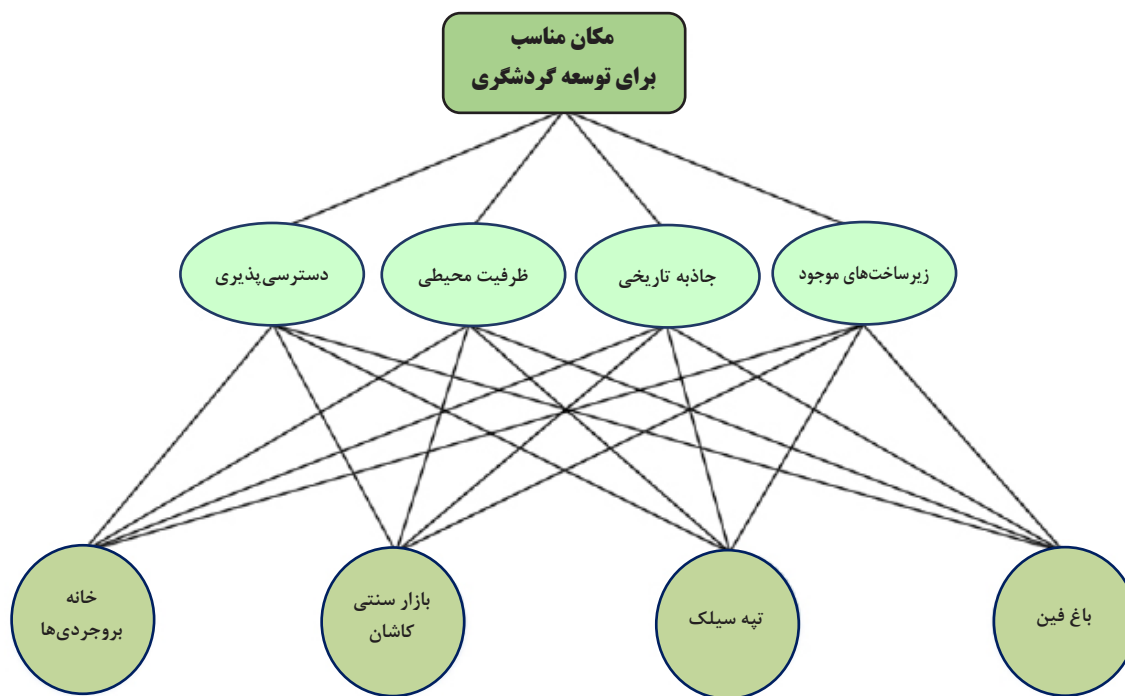 مکان مناسب
برای توسعه گردشگری
زیرساخت‌های موجود
جاذبه تاریخی
ظرفیت محیطی
دسترسی‌پذیری
باغ فین
تپه سیلک
بازار سنتی
کاشان
خانه
بروجردی‌ها